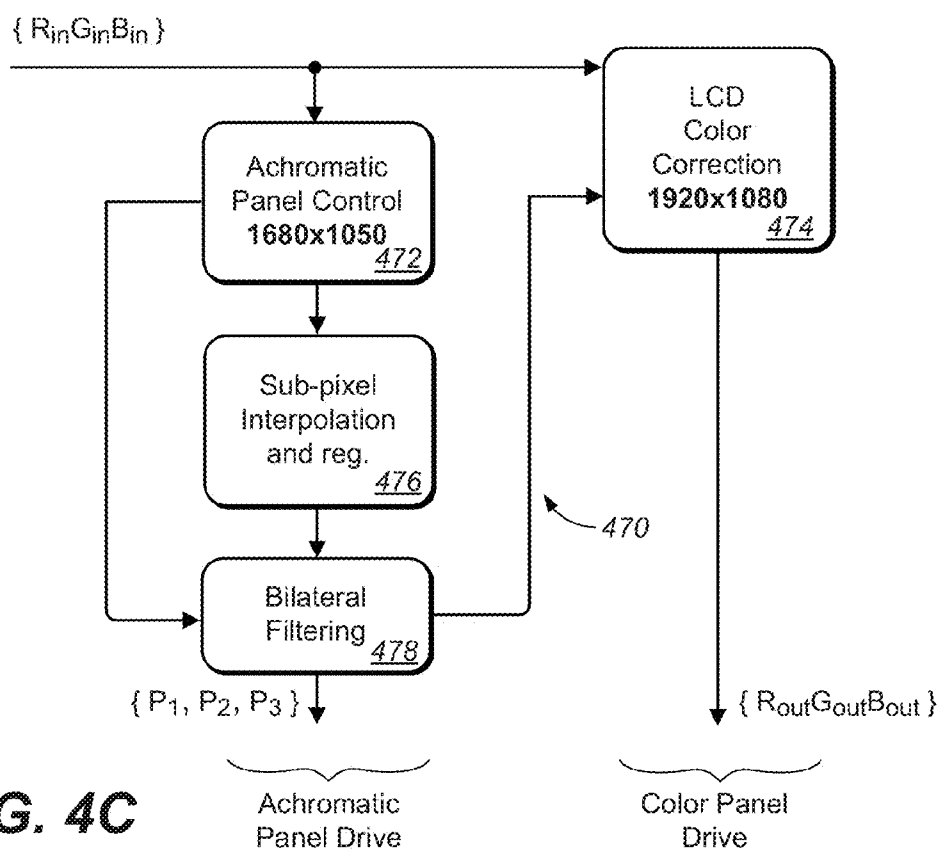 { RinGinBin }
LCD
Color
Correction
1920x1080
474
Achromatic
Panel Control
1680x1050
472
Sub-pixel
Interpolation
and reg.
476
470
Bilateral
Filtering
478
{ P1, P2, P3 }
{ RoutGoutBout }
G. 4C
Achromatic
Panel Drive
Color Panel
Drive